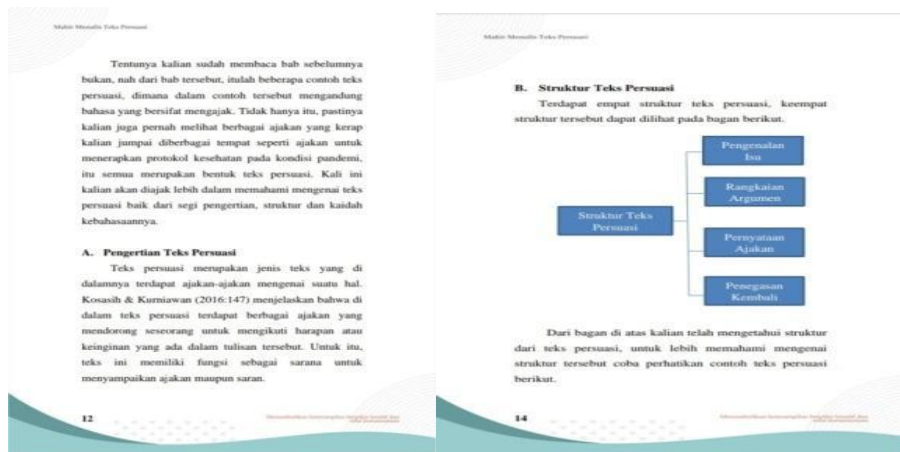 Mahir Menulis Teks Persuasi
Tentunya kalian sudah membaca bab sebelumnya
bukan, nah dari bab tersebut, itulah beberapa contoh teks
persuasi, dimana dalam contoh tersebut mengandung
bahasa yang bersifat mengajak. Tidak hanya itu, pastinya
kalian juga pernah melihat berbagai ajakan yang kerap
kalian jumpai diberbagai tempat seperti ajakan untuk
menerapkan protokol kesehatan pada kondisi pandemi,
itu semua merupakan bentuk teks persuasi. Kali ini
kalian akan diajak lebih dalam memahami mengenai teks
persuasi baik dari segi pengertian, struktur dan kaidah
kebahasaannya.
A. Pengertian Teks Persuasi
Teks persuasi merupakan jenis teks yang di
dalamnya terdapat ajakan-ajakan mengenai suatu hal.
Kosasih & Kurniawan (2016:147) menjelaskan bahwa di
dalam teks persuasi terdapat berbagai ajakan yang
mendorong seseorang untuk mengikuti harapan atau
keinginan yang ada dalam tulisan tersebut. Untuk itu,
teks ini memiliki fungsi sebagai sarana untuk
menyampaikan ajakan maupun saran.
12
Mahir Menulis Teks Persuasi
B. Struktur Teks Persuasi
Terdapat empat struktur teks persuasi, keempat
struktur tersebut dapat dilihat pada bagan berikut.
Struktur Teks
Persuasi
Pengenalan
Isu
Rangkaian
Argumen
Pernyataan
Ajakan
Penegasan
Kembali
Dari bagan di atas kalian telah mengetahui struktur
dari teks persuasi, untuk lebih memahami mengenai
struktur tersebut coba perhatikan contoh teks persuasi
berikut.
14